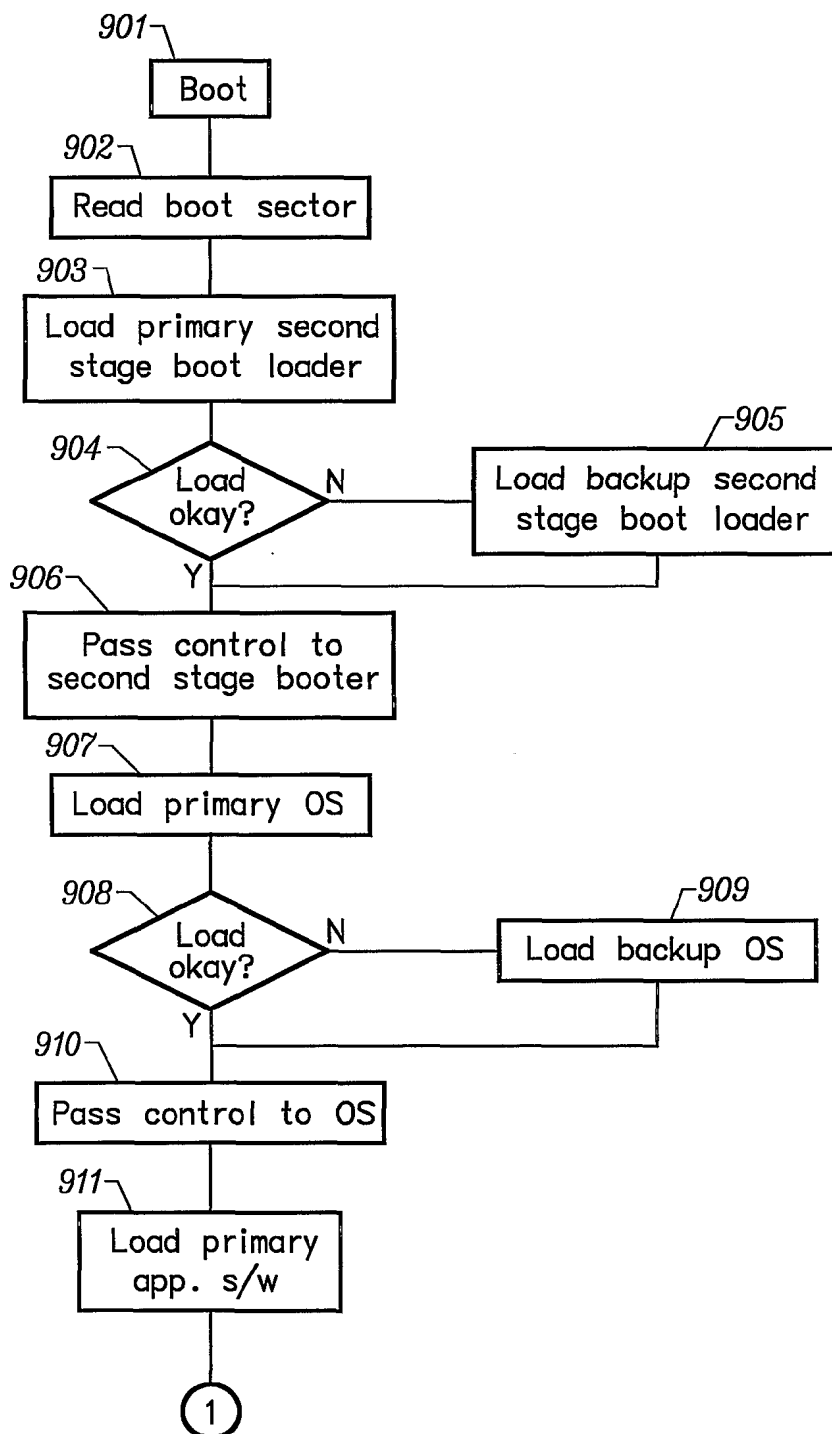 901
Boot
902
Read boot sector
903
Load primary second
stage boot loader
904
Load
okay?
N
Y
905
Load backup second
stage boot loader
906
Pass control to
second stage booter
907
Load primary OS
908
Load
okay?
N
Y
909
Load backup OS
910
Pass control to OS
911
Load primary
app. s/w
1